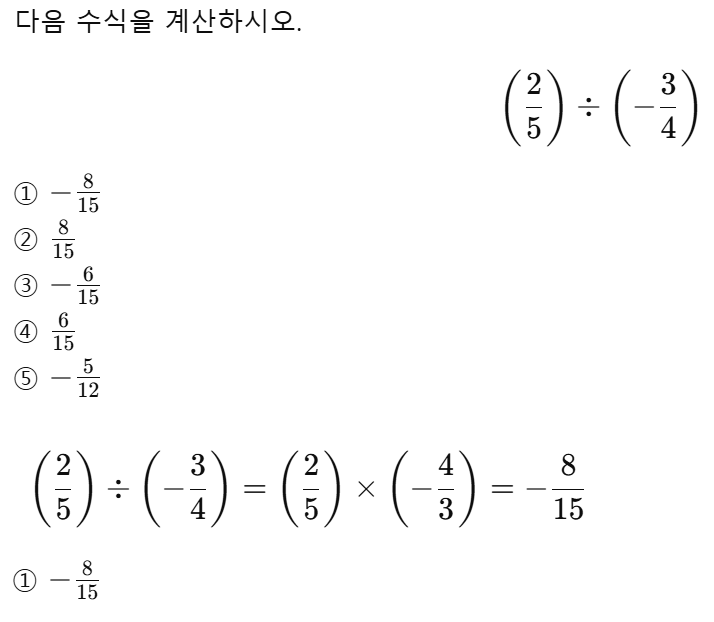 다음 수식을 계산하시오.
(2/5) ÷ (−3/4)
① −8/15
② 8/15
③ −6/15
④ 6/15
⑤ −5/12
(2/5) ÷ (−3/4) = (2/5) × (−4/3) = −8/15
① −8/15